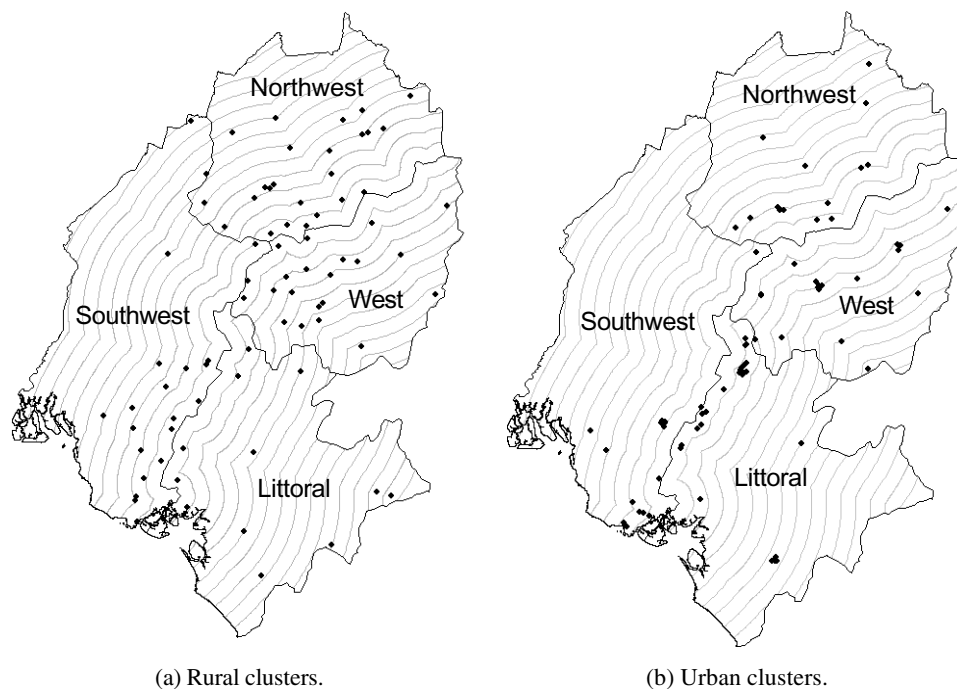 Northwest
Southwest
West
Littoral
(a) Rural clusters.
Northwest
Southwest
West
Littoral
(b) Urban clusters.